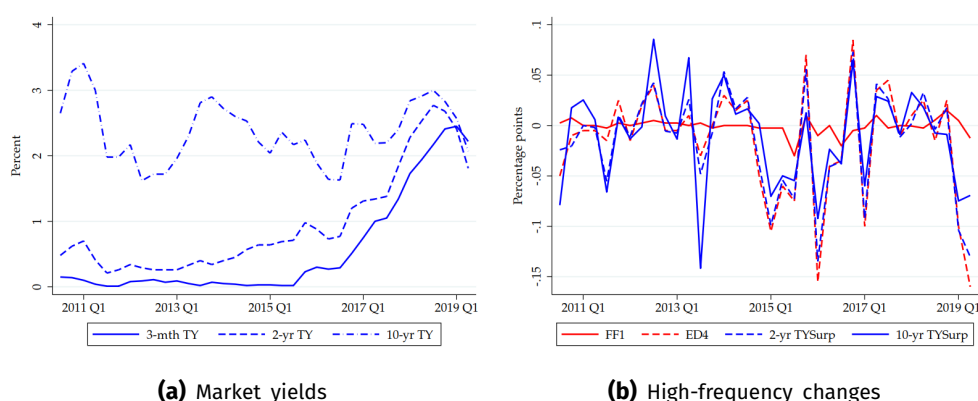 4
3
2
1
0
Percent
2011 Q1
2013 Q1
2015 Q1
2017 Q1
2019 Q1
3-mth TY
2-yr TY
10-yr TY
(a) Market yields
.1
.05
0
-.05
-.1
-.15
Percentage points
2011 Q1
2013 Q1
2015 Q1
2017 Q1
2019 Q1
FF1
ED4
2-yr TYSurp
10-yr TYSurp
(b) High-frequency changes